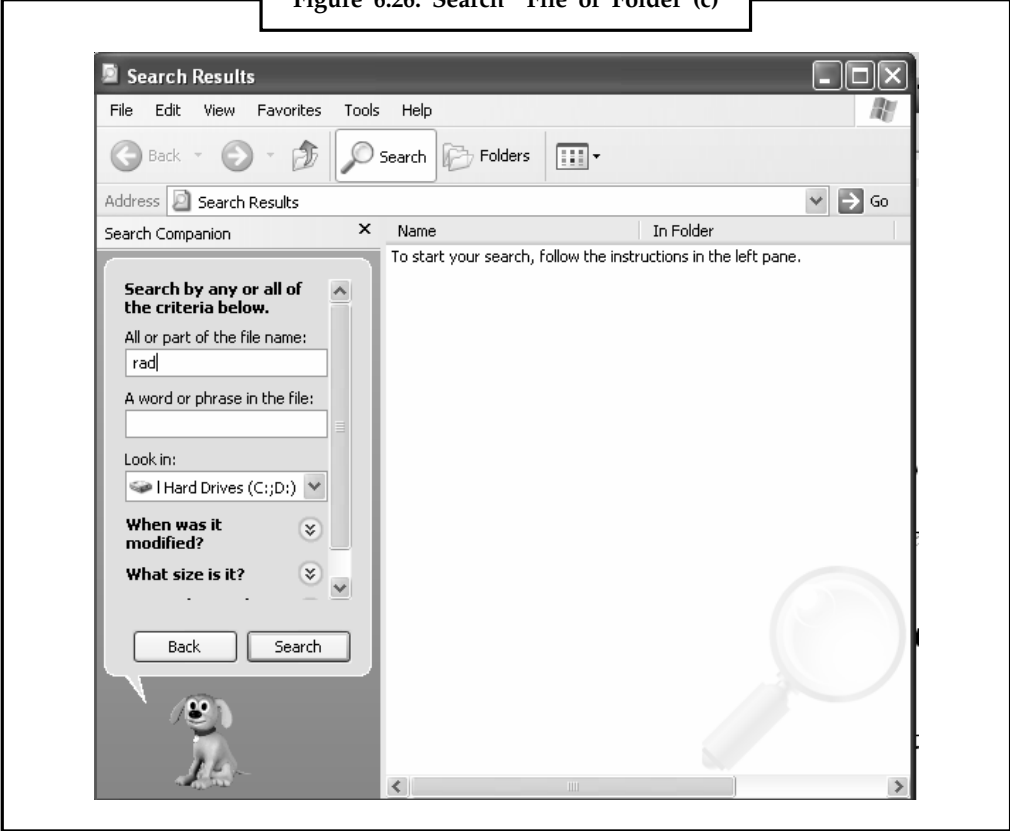 Figure 6.26: Search File or Folder (c)
Search Results
File Edit View Favorites Tools Help
Back Search Folders
Address Search Results Go
Search Companion
Name In Folder
To start your search, follow the instructions in the left pane.
Search by any or all of
the criteria below.
All or part of the file name:
rad
A word or phrase in the file:
Look in:
l Hard Drives (C:;D:)
When was it
modified?
What size is it?
Back Search